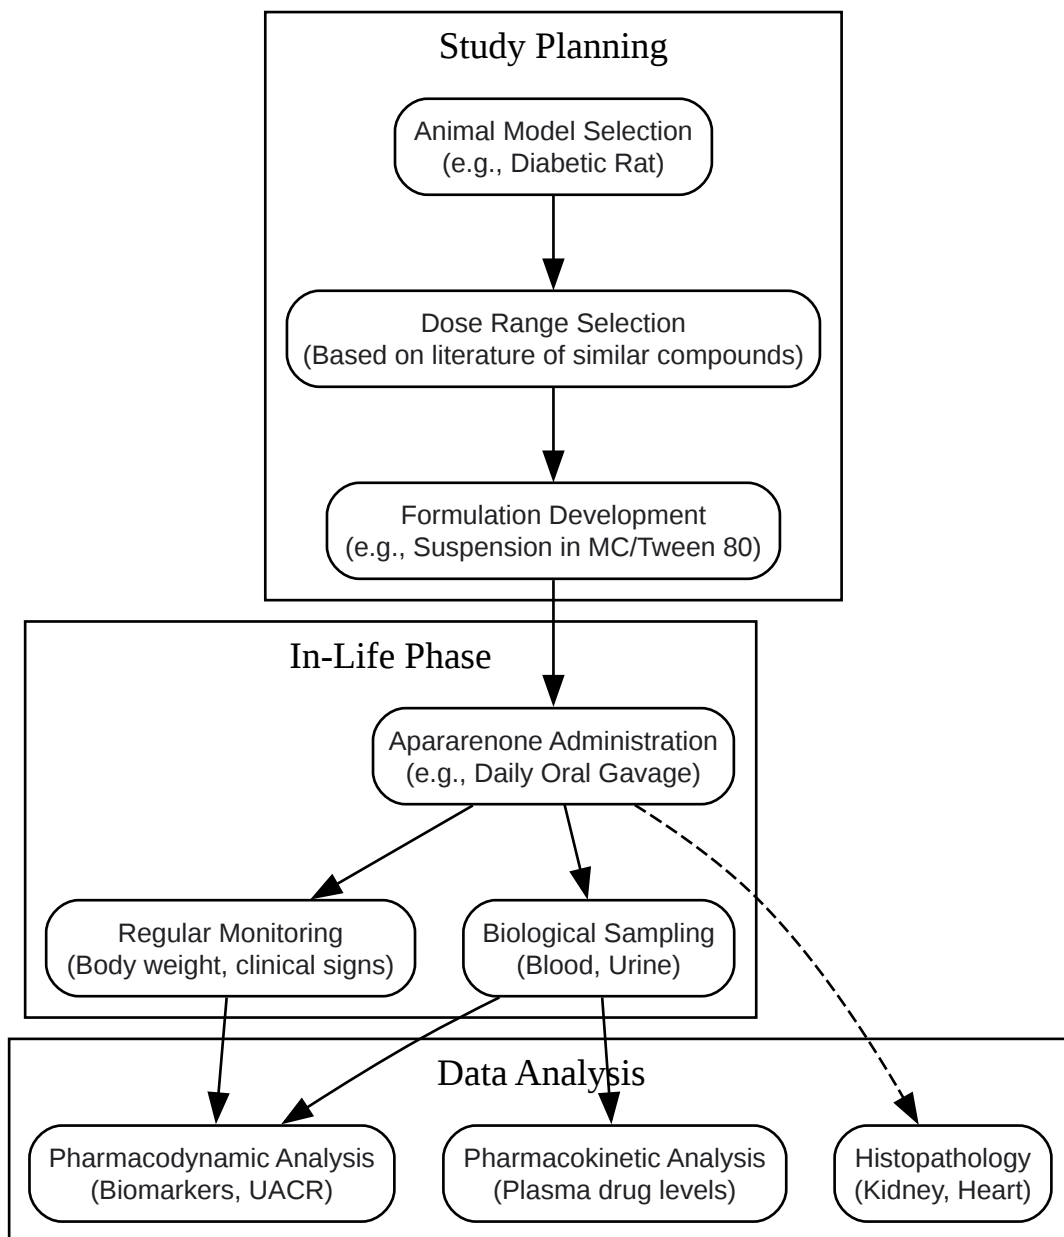 Study Planning
Animal Model Selection
(e.g., Diabetic Rat)
Dose Range Selection
(Based on literature of similar compounds)
Formulation Development
(e.g., Suspension in MC/Tween 80)
In-Life Phase
Apararenone Administration
(e.g., Daily Oral Gavage)
Regular Monitoring
(Body weight, clinical signs)
Biological Sampling
(Blood, Urine)
Data Analysis
Pharmacodynamic Analysis
(Biomarkers, UACR)
Pharmacokinetic Analysis
(Plasma drug levels)
Histopathology
(Kidney, Heart)